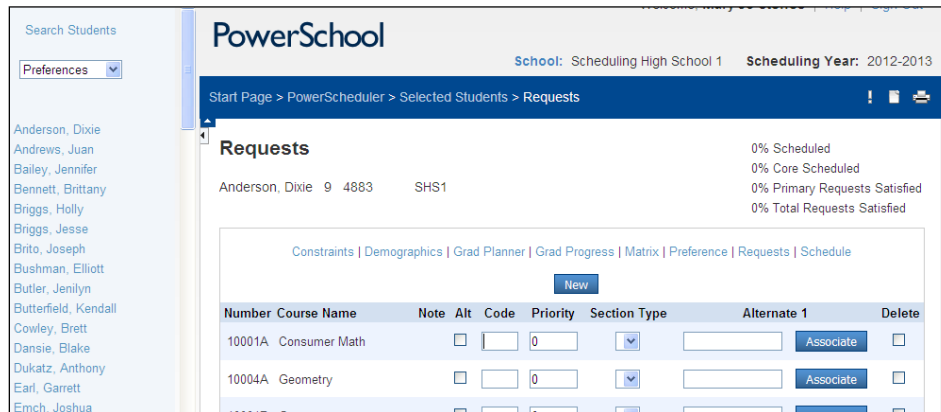 Search Students
Preferences
Anderson, Dixie
Andrews, Juan
Bailey, Jennifer
Bennett, Brittany
Briggs, Holly
Briggs, Jesse
Brito, Joseph
Bushman, Elliott
Butler, Jenilyn
Butterfield, Kendall
Cowley, Brett
Dansie, Blake
Dukatz, Anthony
Earl, Garrett
Emch, Joshua
PowerSchool
School: Scheduling High School 1 Scheduling Year: 2012-2013
Start Page > PowerScheduler > Selected Students > Requests
Requests
0% Scheduled
0% Core Scheduled
0% Primary Requests Satisfied
0% Total Requests Satisfied
Anderson, Dixie 9 4883 SHS1
Constraints | Demographics | Grad Planner | Grad Progress | Matrix | Preference | Requests | Schedule
New
Number Course Name Note Alt Code Priority Section Type Alternate 1 Delete
10001A Consumer Math 0 Associate
10004A Geometry 0 Associate